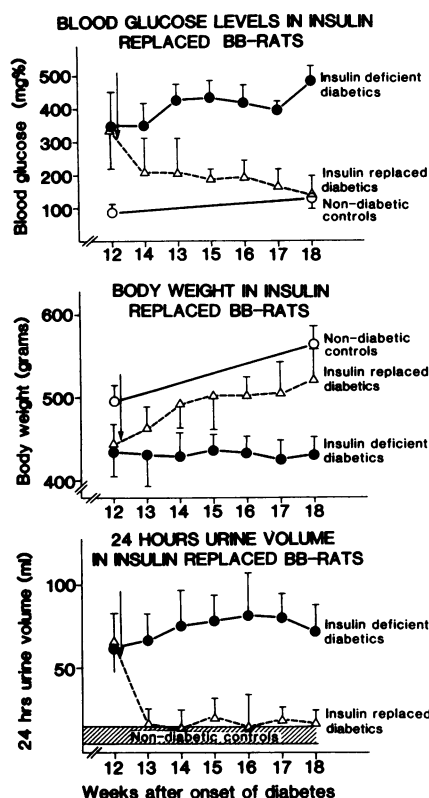 BLOOD GLUCOSE LEVELS IN INSULIN
REPLACED BB-RATS
Blood glucose (mg%)
500
400
300
200
100
Insulin deficient
diabetics
Insulin replaced
diabetics
Non-diabetic
controls
12 14 13 15 16 17 18
BODY WEIGHT IN INSULIN
REPLACED BB-RATS
Body weight (grams)
600
500
400
Non-diabetic
controls
Insulin replaced
diabetics
Insulin deficient
diabetics
12 13 14 15 16 17 18
24 HOURS URINE VOLUME
IN INSULIN REPLACED BB-RATS
24 hrs urine volume (ml)
100
50
Insulin deficient
diabetics
Insulin replaced
diabetics
Non-diabetic controls
12 13 14 15 16 17 18
Weeks after onset of diabetes